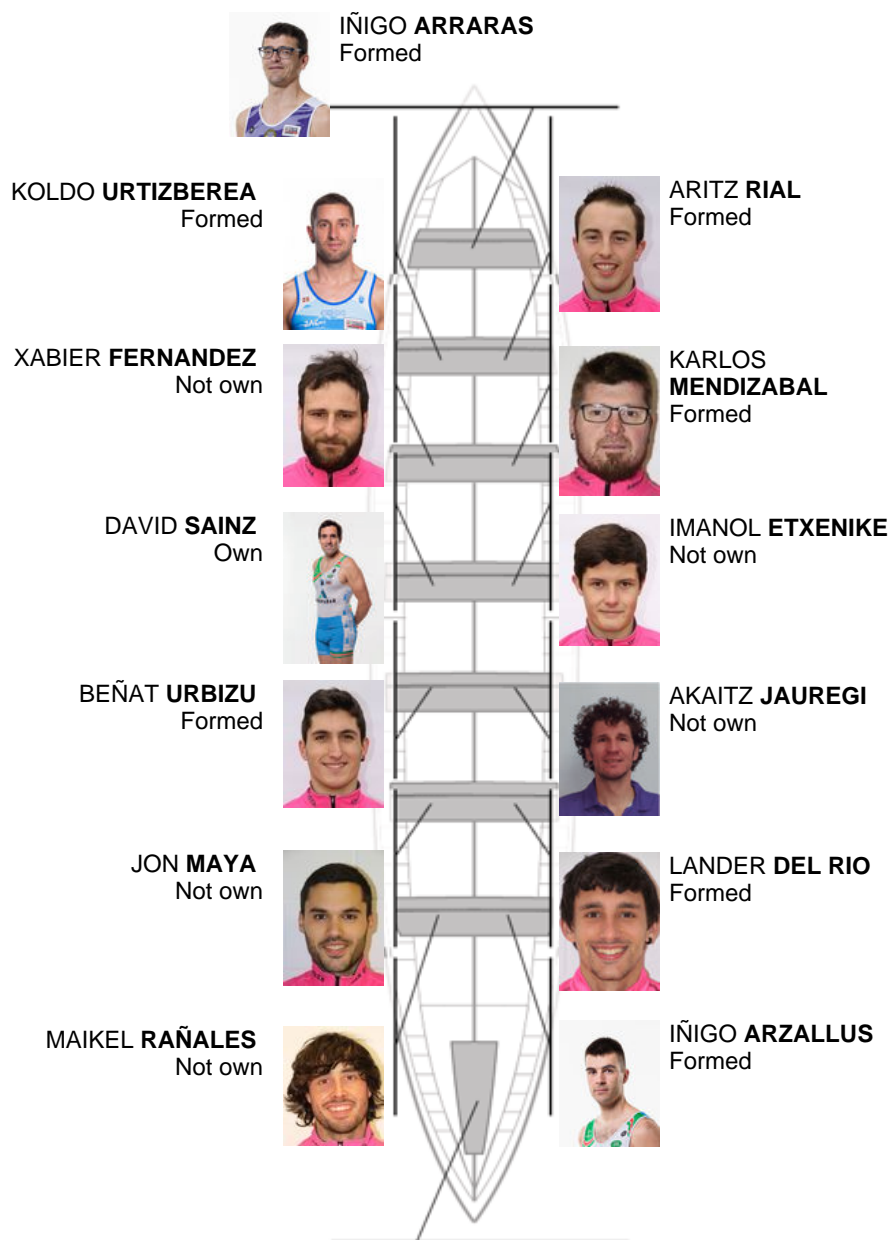 IÑIGO ARRARAS
Formed
KOLDO URTIZBEREA
Formed
ARITZ RIAL
Formed
XABIER FERNANDEZ
Not own
KARLOS
MENDIZABAL
Formed
DAVID SAINZ
Own
IMANOL ETXENIKE
Not own
BEÑAT URBIZU
Formed
AKAITZ JAUREGI
Not own
JON MAYA
Not own
LANDER DEL RIO
Formed
MAIKEL RAÑALES
Not own
IÑIGO ARZALLUS
Formed